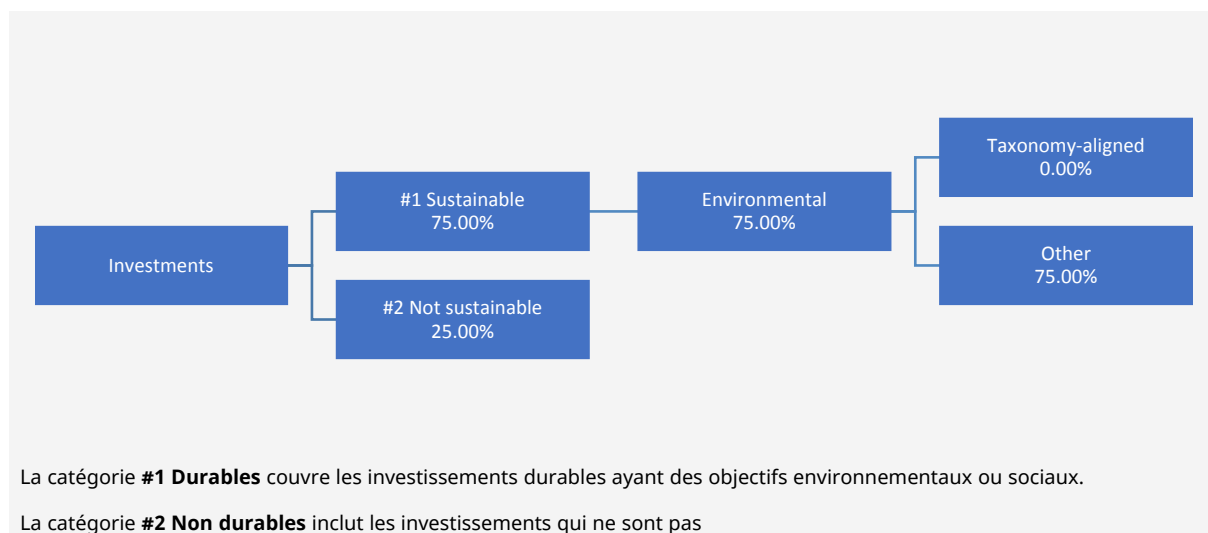 Taxonomy-aligned
0.00%
#1 Sustainable
75.00%
Environmental
75.00%
Investments
Other
75.00%
#2 Not sustainable
25.00%
La catégorie #1 Durables couvre les investissements durables ayant des objectifs environnementaux ou sociaux.
La catégorie #2 Non durables inclut les investissements qui ne sont pas